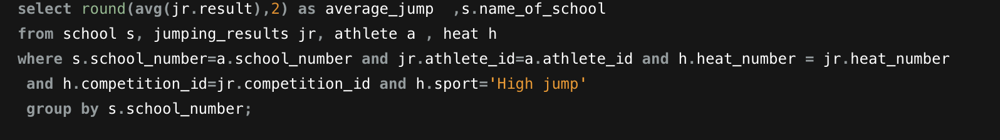 select round(avg(jr.result),2) as average_jump  ,s.name_of_school
from school s, jumping_results jr, athlete a , heat h
where s.school_number=a.school_number and jr.athlete_id=a.athlete_id and h.heat_number = jr.heat_number
 and h.competition_id=jr.competition_id and h.sport='High jump'
 group by s.school_number;